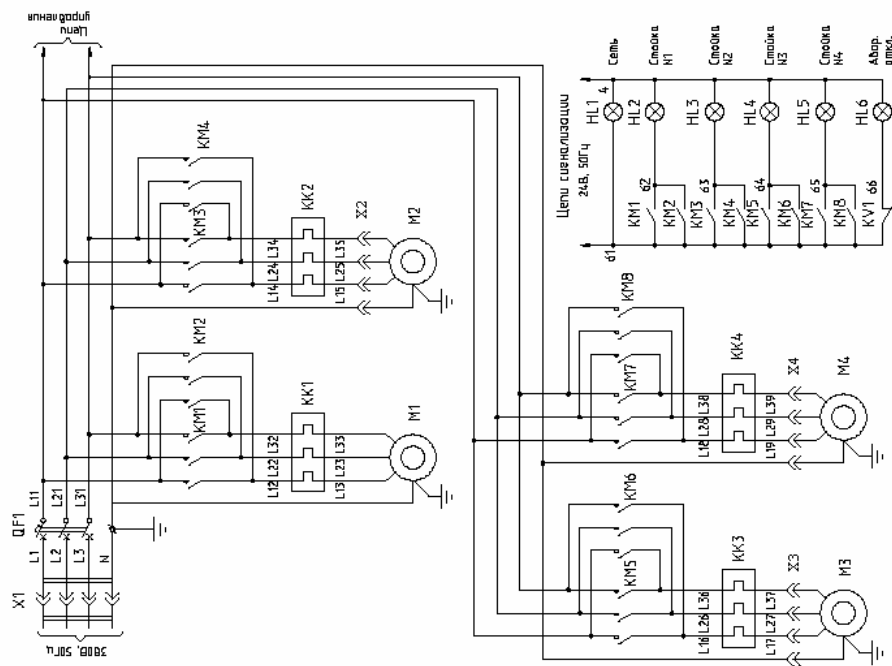 Цепи
управления
380В, 50Гц
X1
QF1
L1
L2
L3
N
L11
L21
L31
KM1
KM2
L12
L22
L32
KK1
L13
L23
L33
M1
KM3
KM4
L14
L24
L34
KK2
L15
L25
L35
X2
M2
KM5
KM6
L16
L26
L36
KK3
L17
L27
L37
X3
M3
KM7
KM8
L18
L28
L38
KK4
L19
L29
L39
X4
M4
Цепи сигнализации
24В, 50Гц
61
4
HL1
Сеть
KM1
KM2
62
HL2
Стойка
N1
KM3
KM4
63
HL3
Стойка
N2
KM5
KM6
64
HL4
Стойка
N3
KM7
KM8
65
HL5
Стойка
N4
KV1
66
HL6
Авар.
откл.